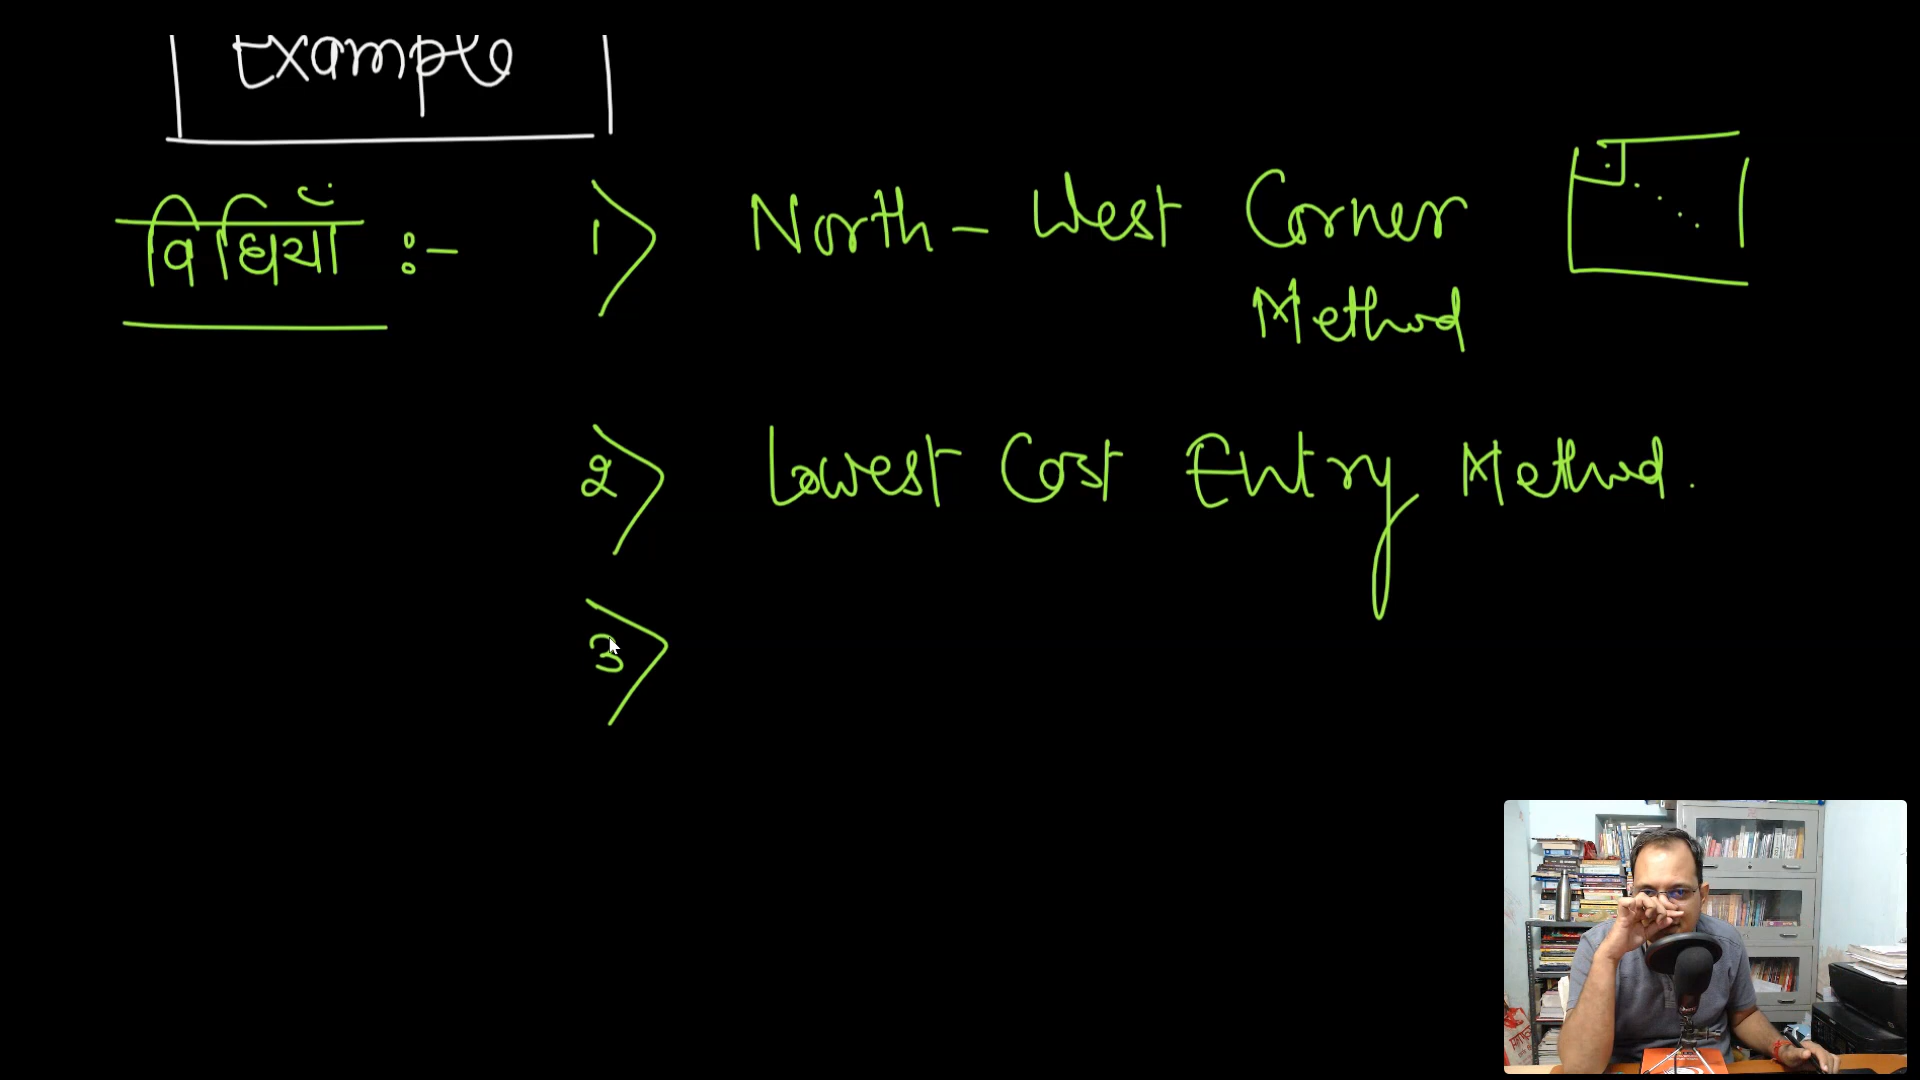 Example
विधियाँ :-
1> North-West Corner
Method
2> Lowest Cost Entry Method.
3>